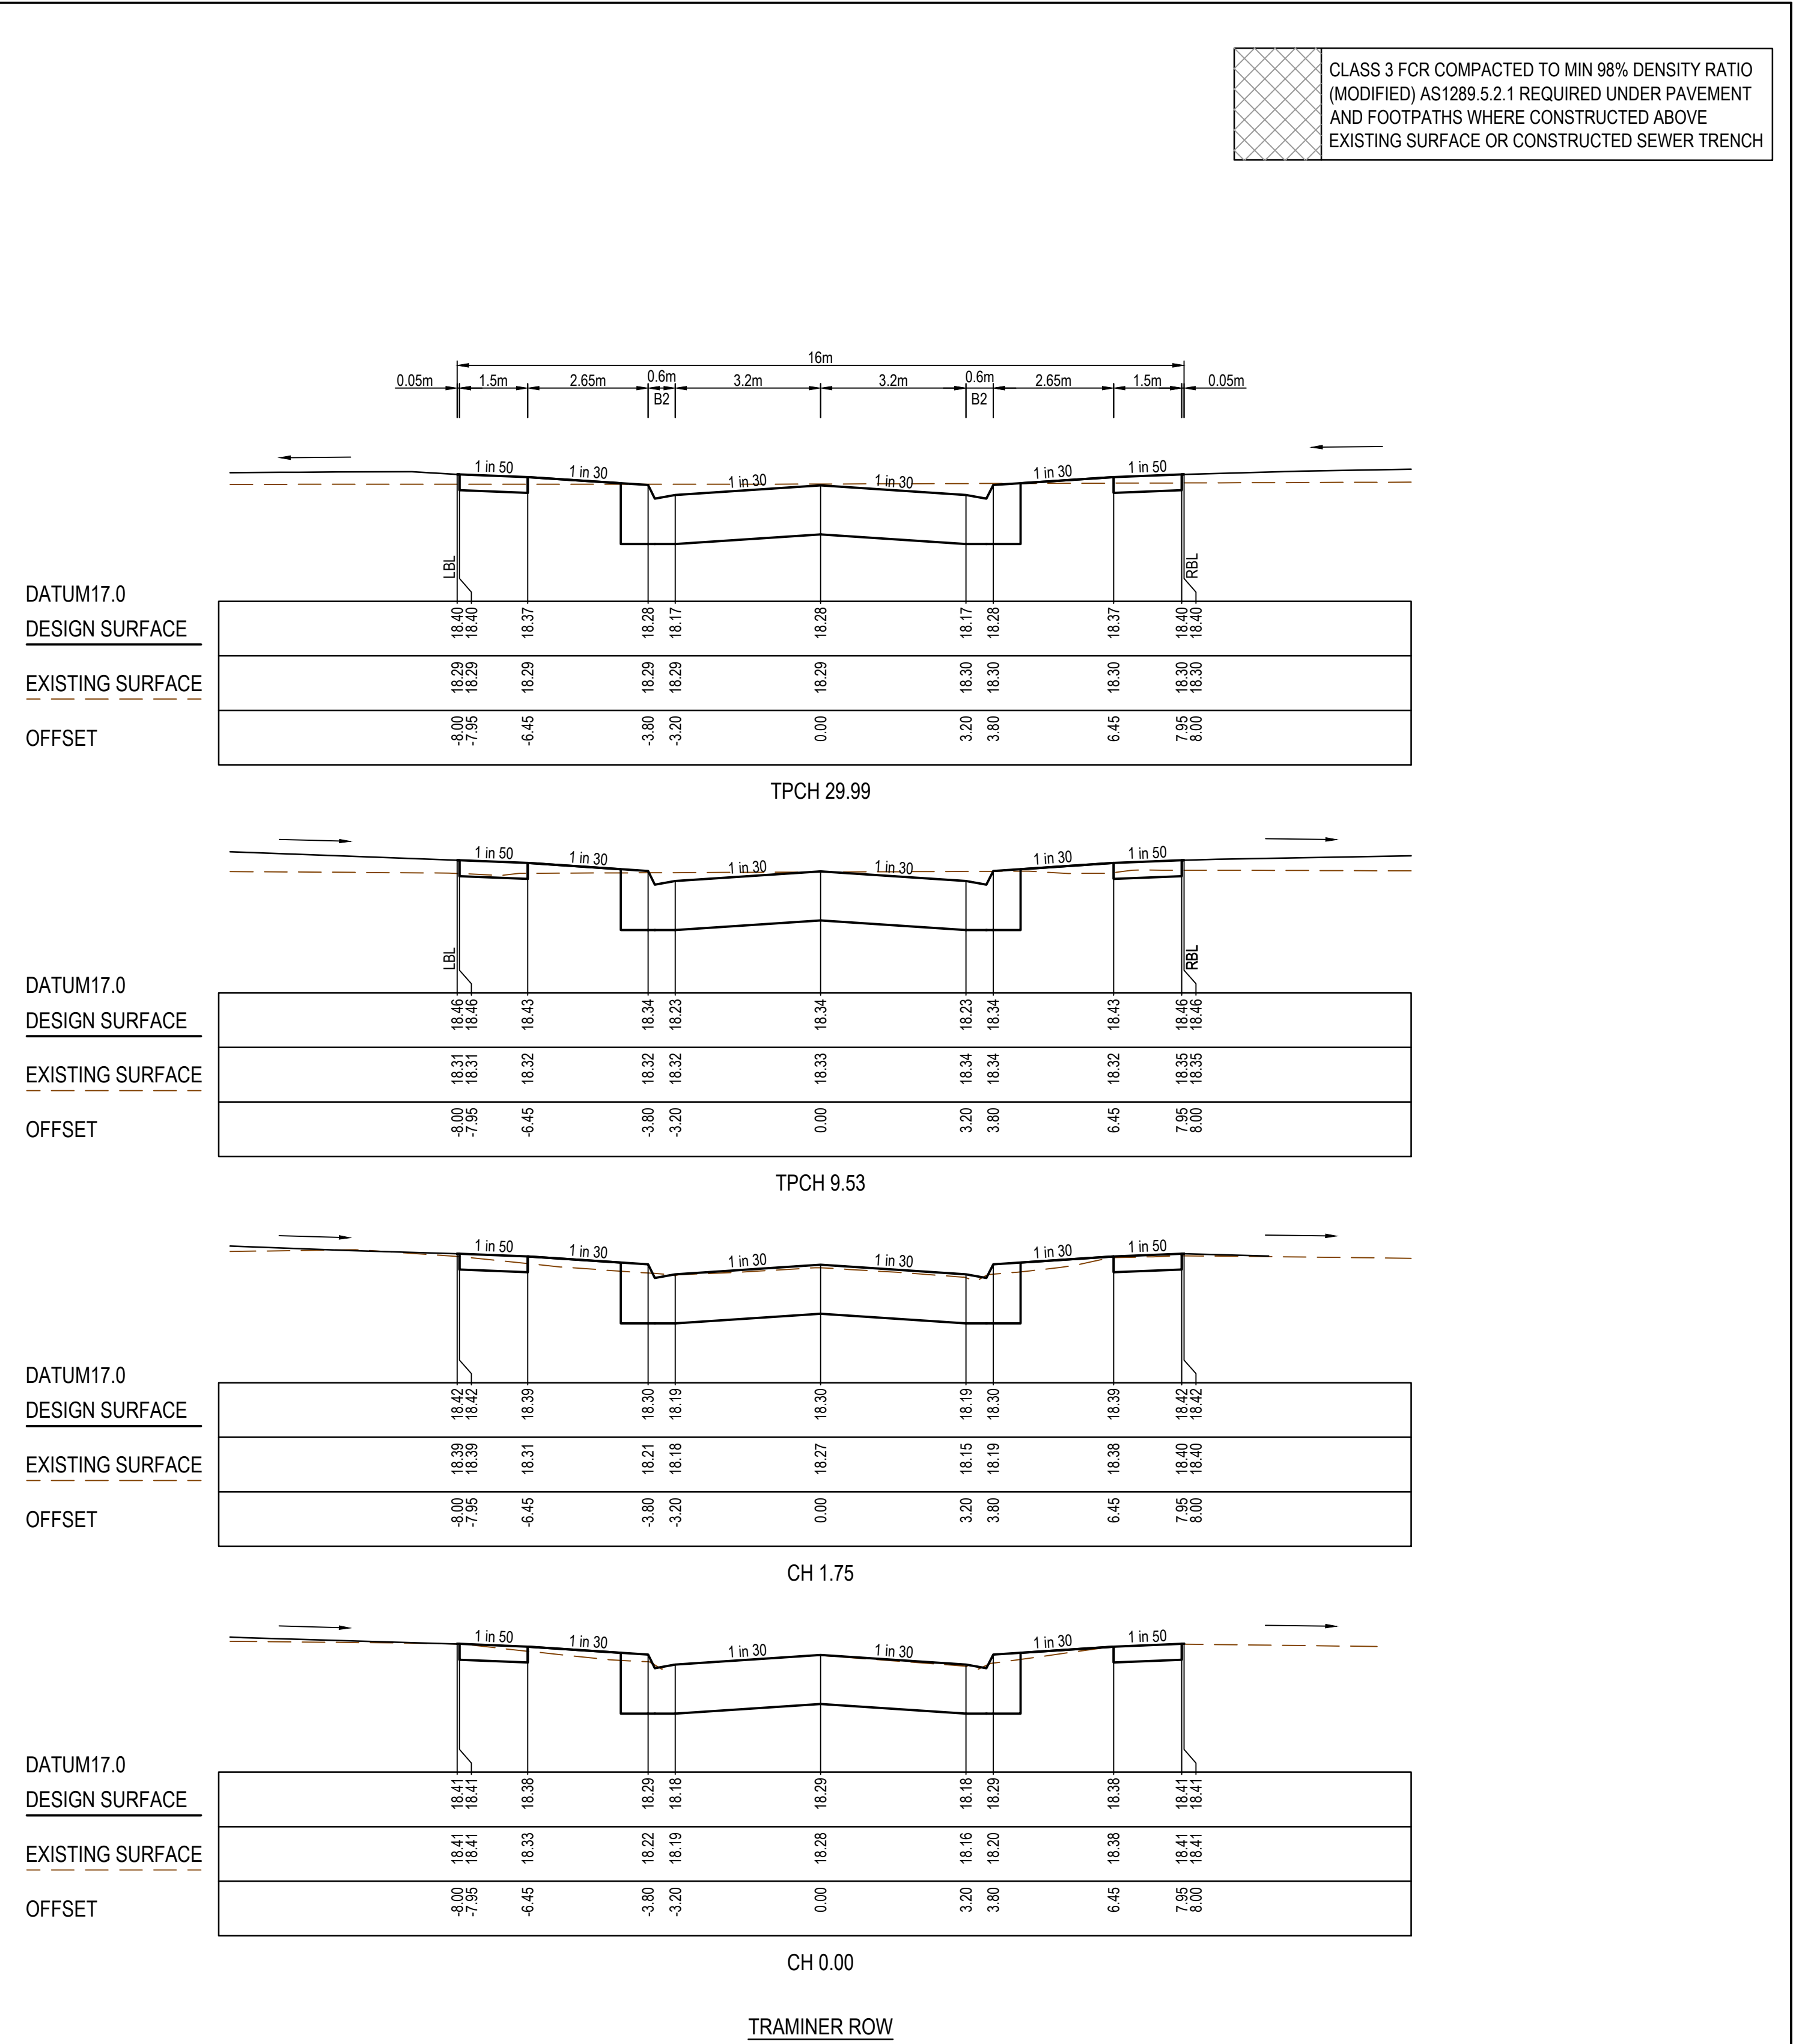 CLASS 3 FCR COMPACTED TO MIN 98% DENSITY RATIO
(MODIFIED) AS1289.5.2.1 REQUIRED UNDER PAVEMENT
AND FOOTPATHS WHERE CONSTRUCTED ABOVE
EXISTING SURFACE OR CONSTRUCTED SEWER TRENCH
16m
0.05m 1.5m 2.65m 0.6m 3.2m 3.2m 0.6m 2.65m 1.5m 0.05m
B2 B2
1 in 50 1 in 30 1 in 30 1 in 30 1 in 30 1 in 50
LBL RBL
DATUM17.0
DESIGN SURFACE 18.40 18.40 18.37 18.28 18.17 18.28 18.17 18.28 18.37 18.40 18.40
EXISTING SURFACE 18.29 18.29 18.29 18.29 18.29 18.29 18.30 18.30 18.30 18.30 18.30
OFFSET -8.00 -7.95 -6.45 -3.80 -3.20 0.00 3.20 3.80 6.45 7.95 8.00
TPCH 29.99
1 in 50 1 in 30 1 in 30 1 in 30 1 in 30 1 in 50
LBL RBL
DATUM17.0
DESIGN SURFACE 18.46 18.46 18.43 18.34 18.23 18.34 18.23 18.34 18.43 18.46 18.46
EXISTING SURFACE 18.31 18.31 18.32 18.32 18.32 18.33 18.34 18.34 18.32 18.35 18.35
OFFSET -8.00 -7.95 -6.45 -3.80 -3.20 0.00 3.20 3.80 6.45 7.95 8.00
TPCH 9.53
1 in 50 1 in 30 1 in 30 1 in 30 1 in 30 1 in 50
DATUM17.0
DESIGN SURFACE 18.42 18.42 18.39 18.30 18.19 18.30 18.19 18.30 18.39 18.42 18.42
EXISTING SURFACE 18.39 18.39 18.31 18.21 18.18 18.27 18.15 18.19 18.38 18.40 18.40
OFFSET -8.00 -7.95 -6.45 -3.80 -3.20 0.00 3.20 3.80 6.45 7.95 8.00
CH 1.75
1 in 50 1 in 30 1 in 30 1 in 30 1 in 30 1 in 50
DATUM17.0
DESIGN SURFACE 18.41 18.41 18.38 18.29 18.18 18.29 18.18 18.29 18.38 18.41 18.41
EXISTING SURFACE 18.41 18.41 18.33 18.22 18.19 18.28 18.16 18.20 18.38 18.41 18.41
OFFSET -8.00 -7.95 -6.45 -3.80 -3.20 0.00 3.20 3.80 6.45 7.95 8.00
CH 0.00
TRAMINER ROW